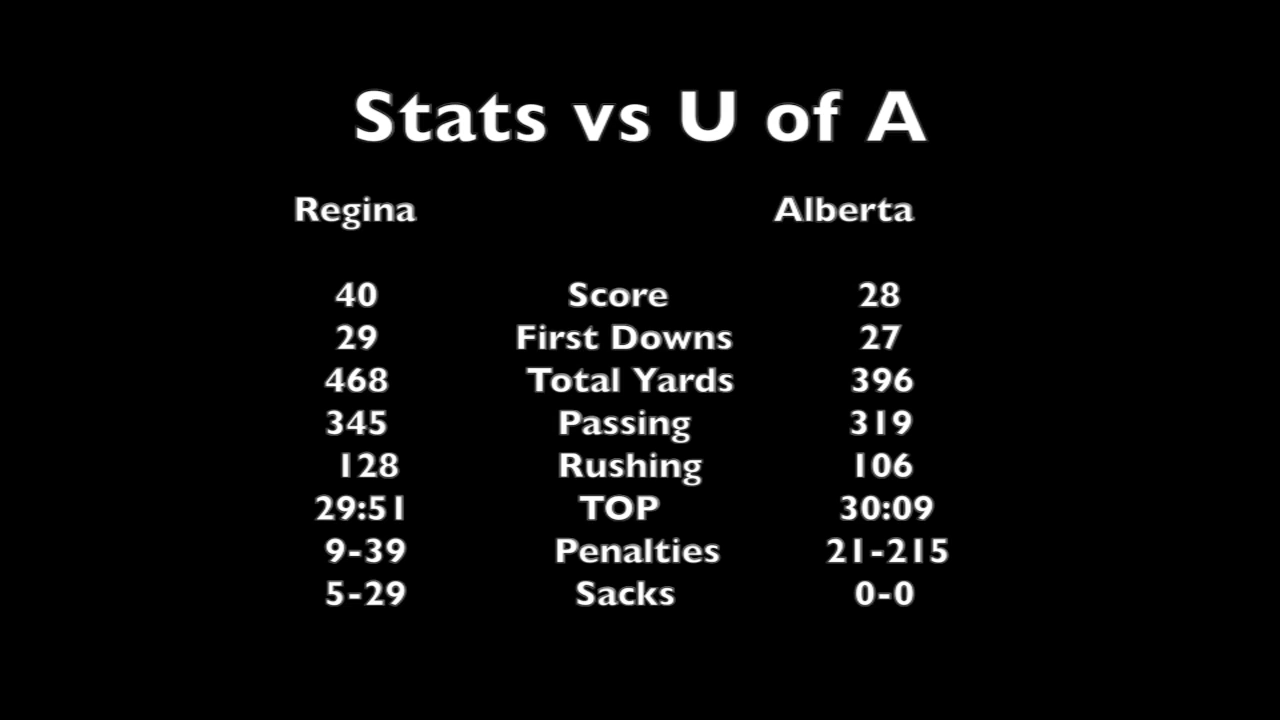 Stats vs U of A
Regina Alberta
40 Score 28
29 First Downs 27
468 Total Yards 396
345 Passing 319
128 Rushing 106
29:51 TOP 30:09
9-39 Penalties 21-215
5-29 Sacks 0-0